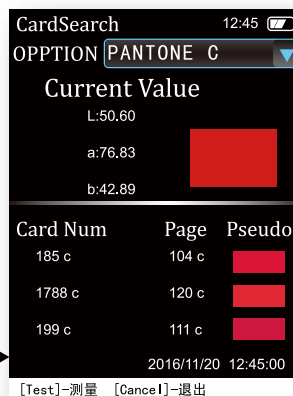 CardSearch 12:45
OPPTION PANTONE C
Current Value
L:50.60
a:76.83
b:42.89
Card Num Page Pseudo
185 c 104 c
1788 c 120 c
199 c 111 c
2016/11/20 12:45:00
[Test]-测量 [Cancel]-退出